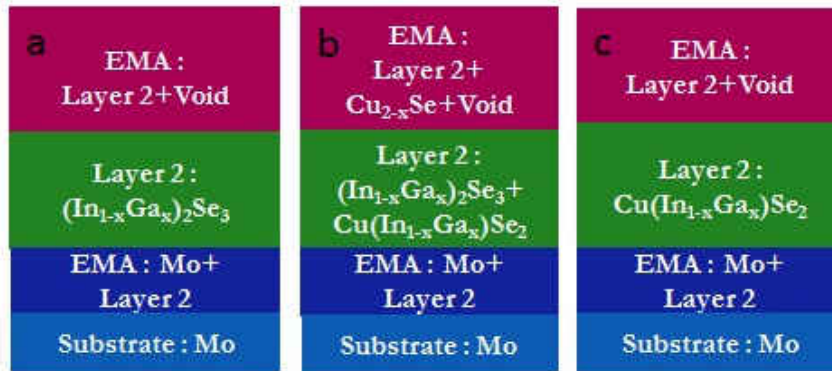 a
EMA :
Layer 2+Void
Layer 2 :
(In₁₋ₓGaₓ)₂Se₃
EMA : Mo+
Layer 2
Substrate : Mo
b
EMA :
Layer 2+
Cu₂₋ₓSe+Void
Layer 2 :
(In₁₋ₓGaₓ)₂Se₃+
Cu(In₁₋ₓGaₓ)Se₂
EMA : Mo+
Layer 2
Substrate : Mo
c
EMA :
Layer 2+Void
Layer 2 :
Cu(In₁₋ₓGaₓ)Se₂
EMA : Mo+
Layer 2
Substrate : Mo